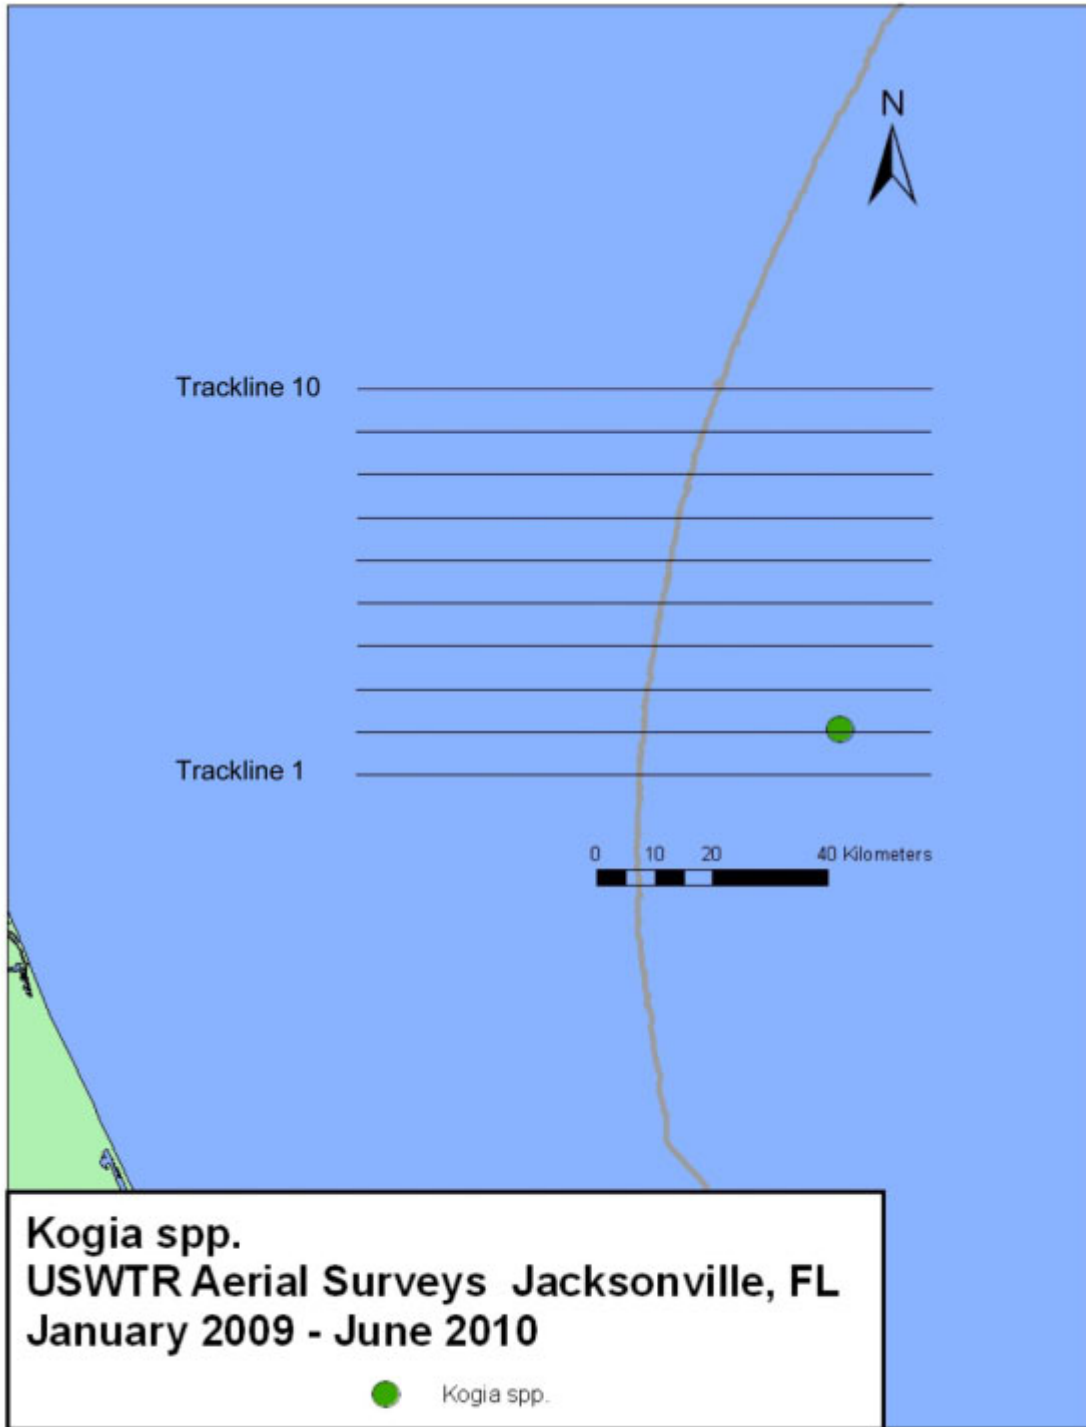 N
Trackline 10
Trackline 1
0 10 20 40 Kilometers
Kogia spp.
USWTR Aerial Surveys Jacksonville, FL
January 2009 - June 2010
Kogia spp.